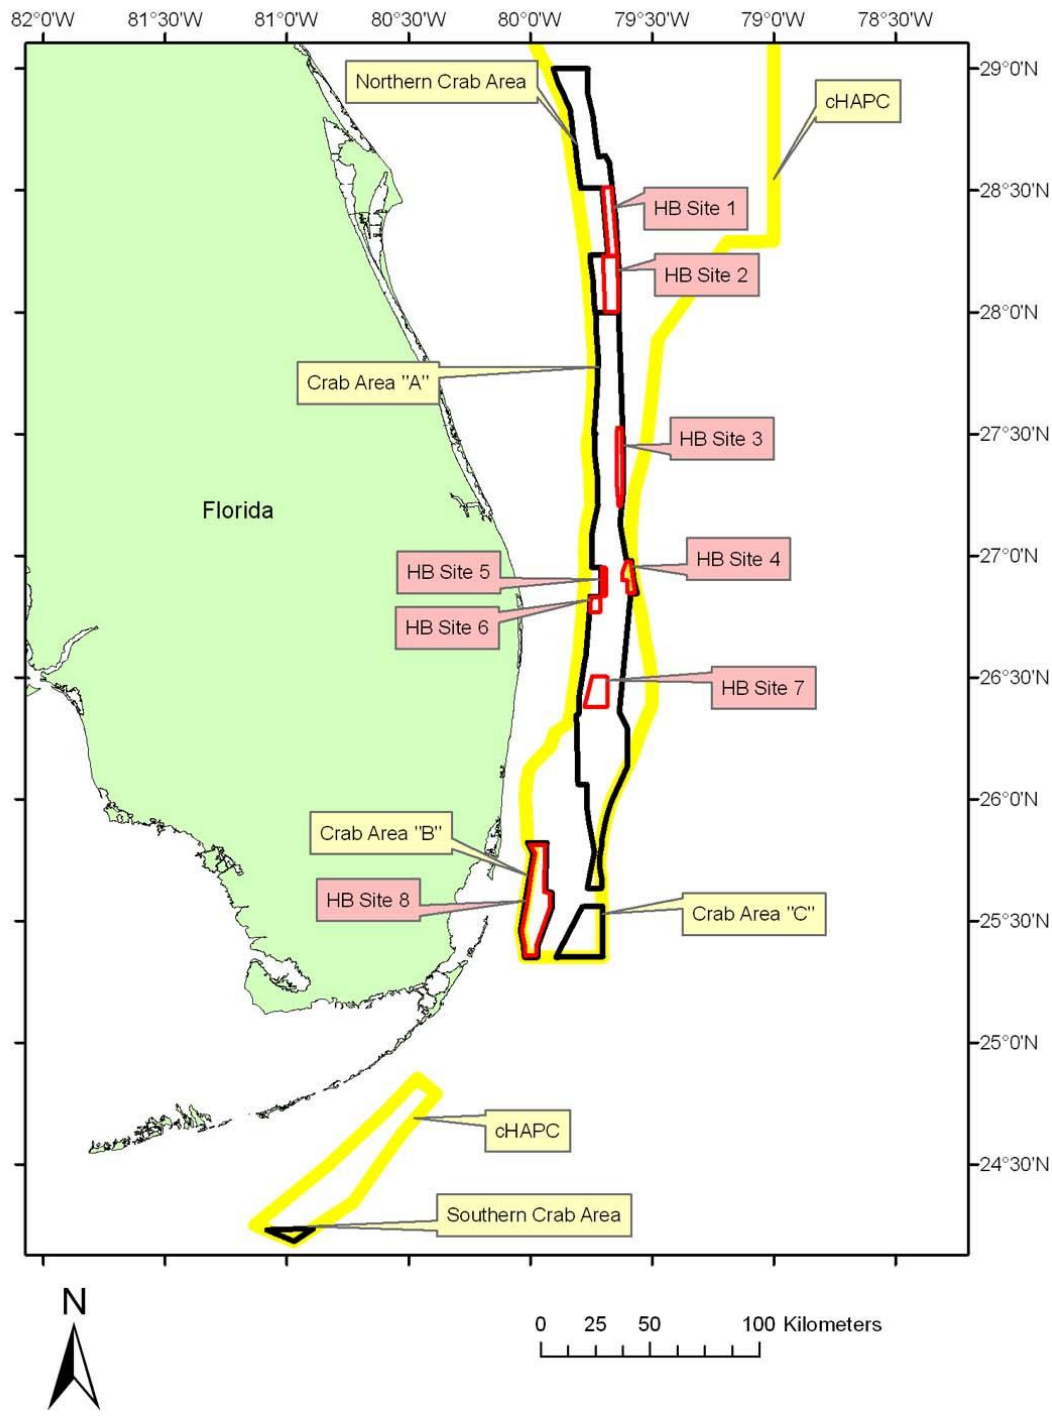 82°0'W 81°30'W 81°0'W 80°30'W 80°0'W 79°30'W 79°0'W 78°30'W
29°0'N
Northern Crab Area
cHAPC
28°30'N
HB Site 1
HB Site 2
28°0'N
Crab Area "A"
27°30'N
HB Site 3
Florida
27°0'N
HB Site 4
HB Site 5
HB Site 6
26°30'N
HB Site 7
26°0'N
Crab Area "B"
HB Site 8
25°30'N
Crab Area "C"
25°0'N
cHAPC
24°30'N
Southern Crab Area
N
0 25 50 100 Kilometers